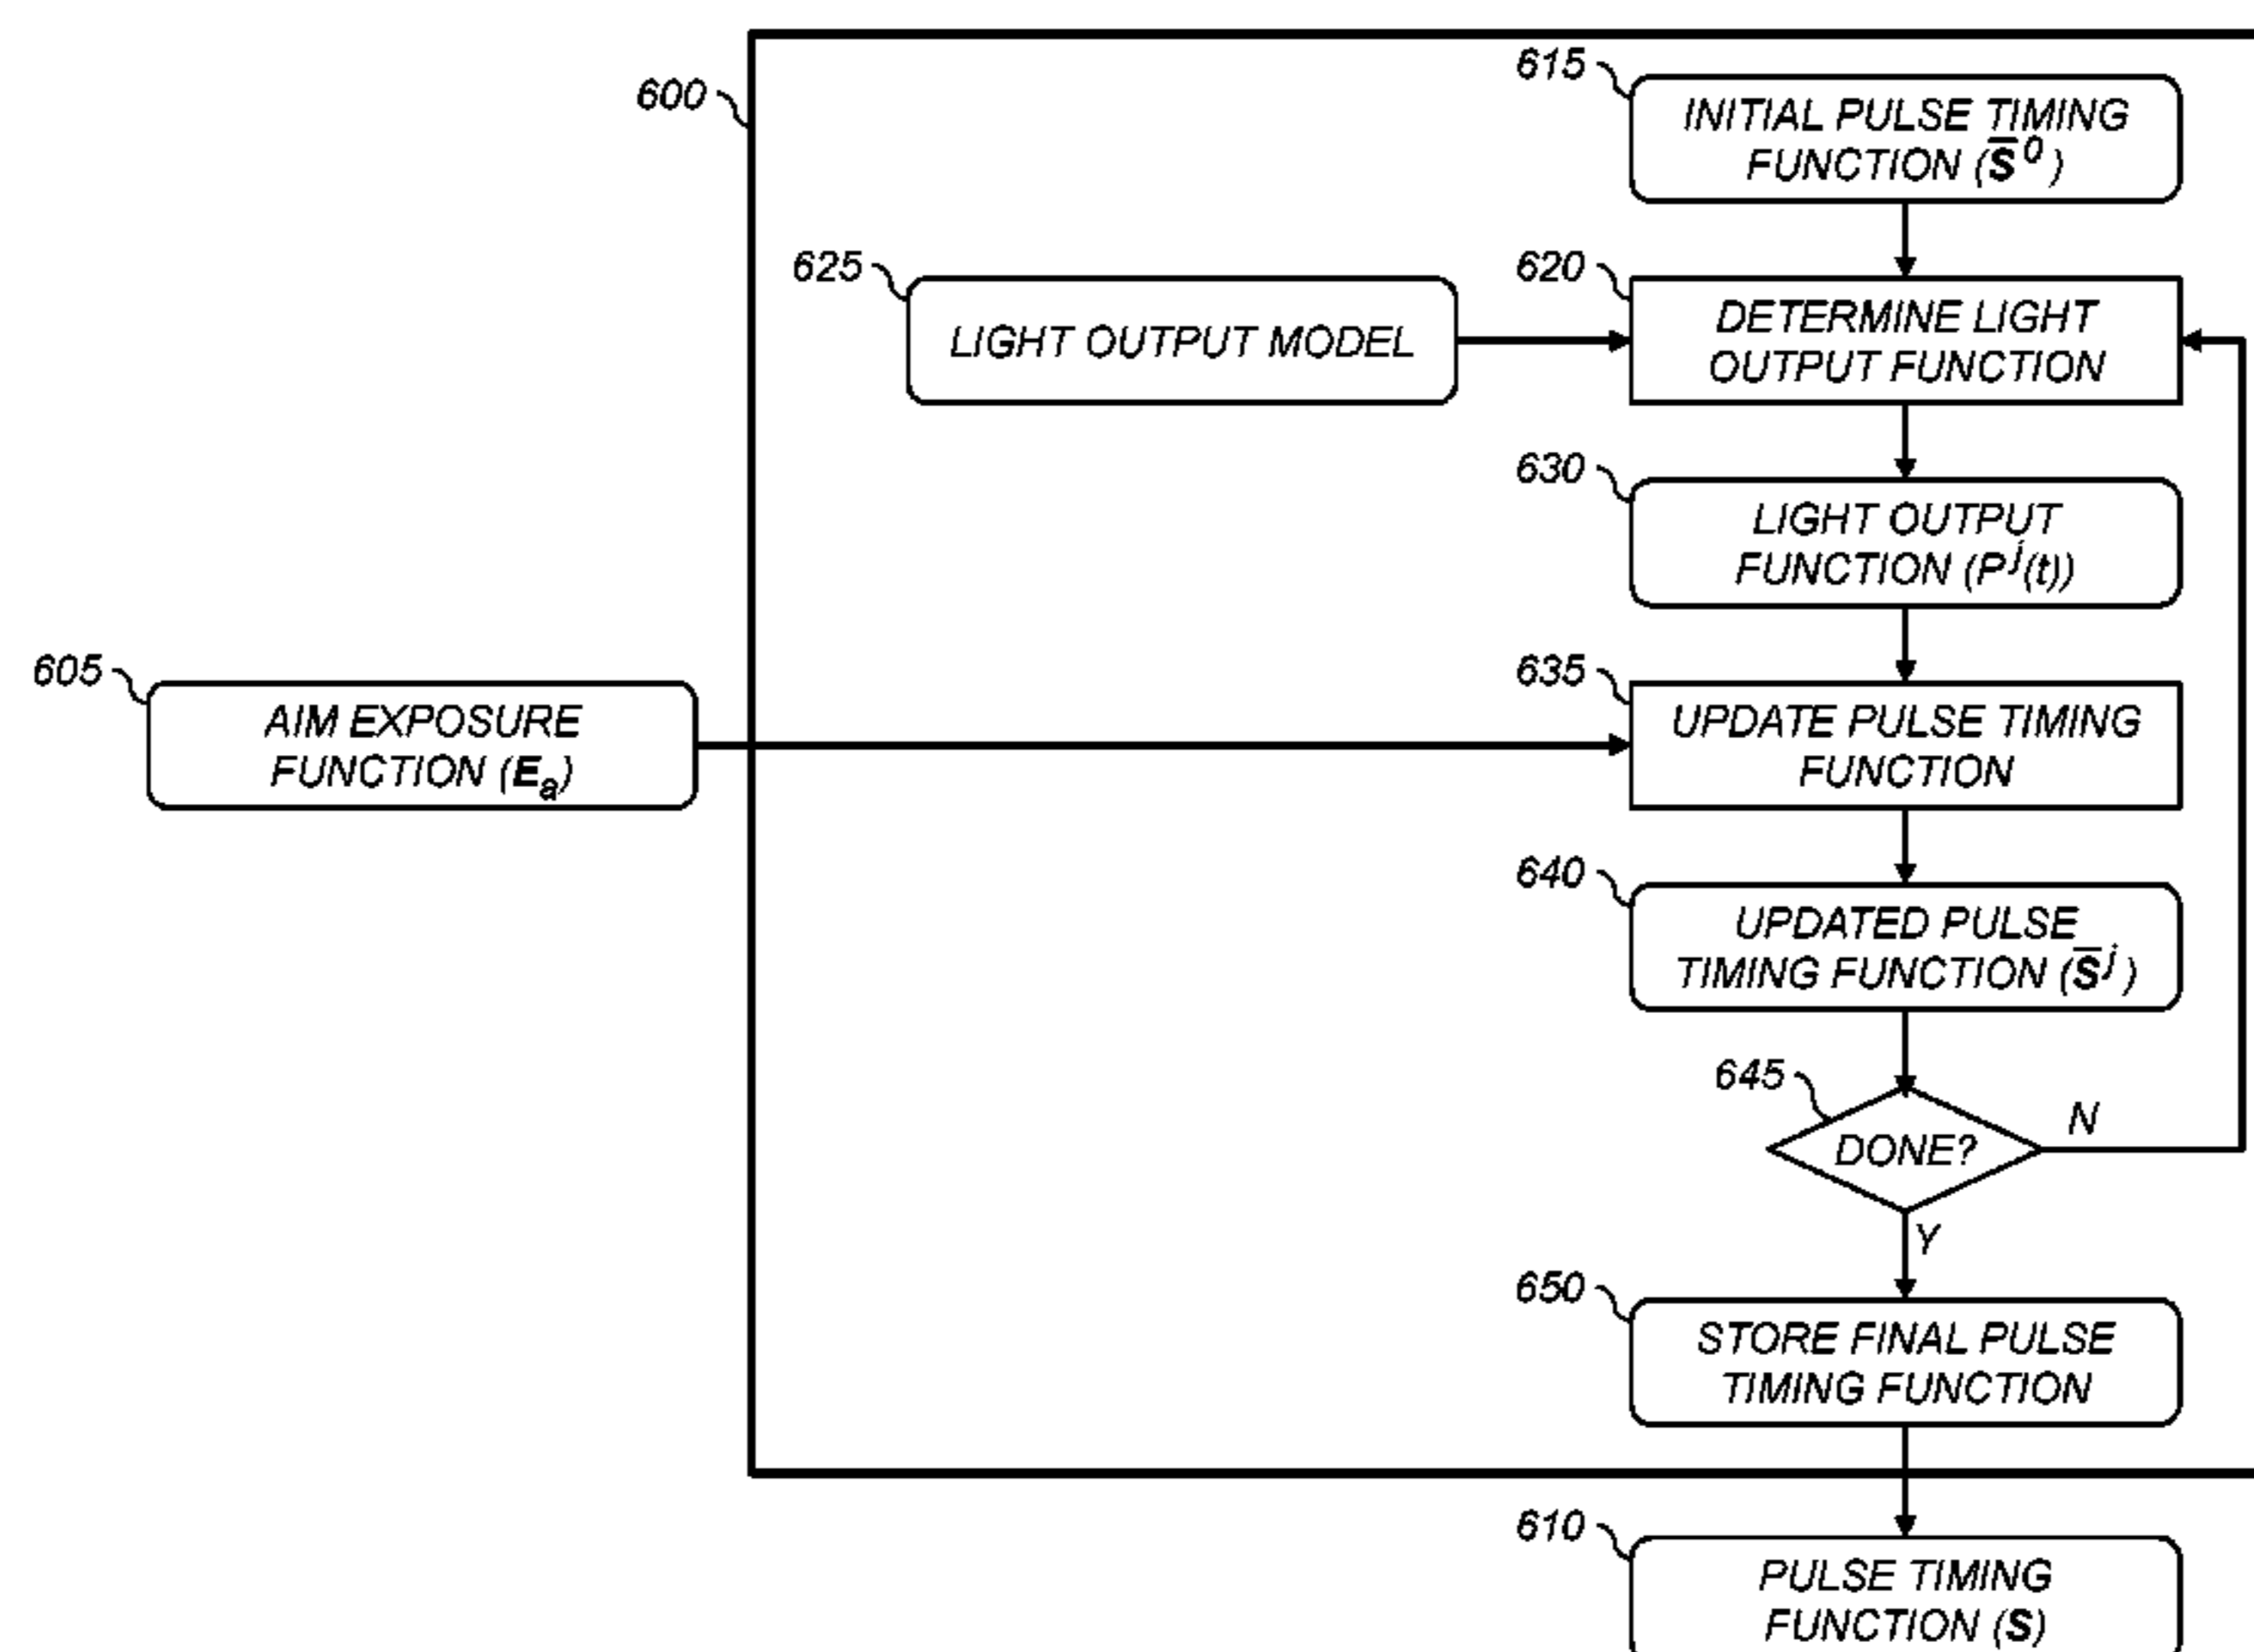 600
615
INITIAL PULSE TIMING
FUNCTION (S̅⁰)
625
LIGHT OUTPUT MODEL
620
DETERMINE LIGHT
OUTPUT FUNCTION
630
LIGHT OUTPUT
FUNCTION (Pʲ(t))
605
AIM EXPOSURE
FUNCTION (Eₐ)
635
UPDATE PULSE TIMING
FUNCTION
640
UPDATED PULSE
TIMING FUNCTION (S̅ʲ)
645
DONE?
N
Y
650
STORE FINAL PULSE
TIMING FUNCTION
610
PULSE TIMING
FUNCTION (S)